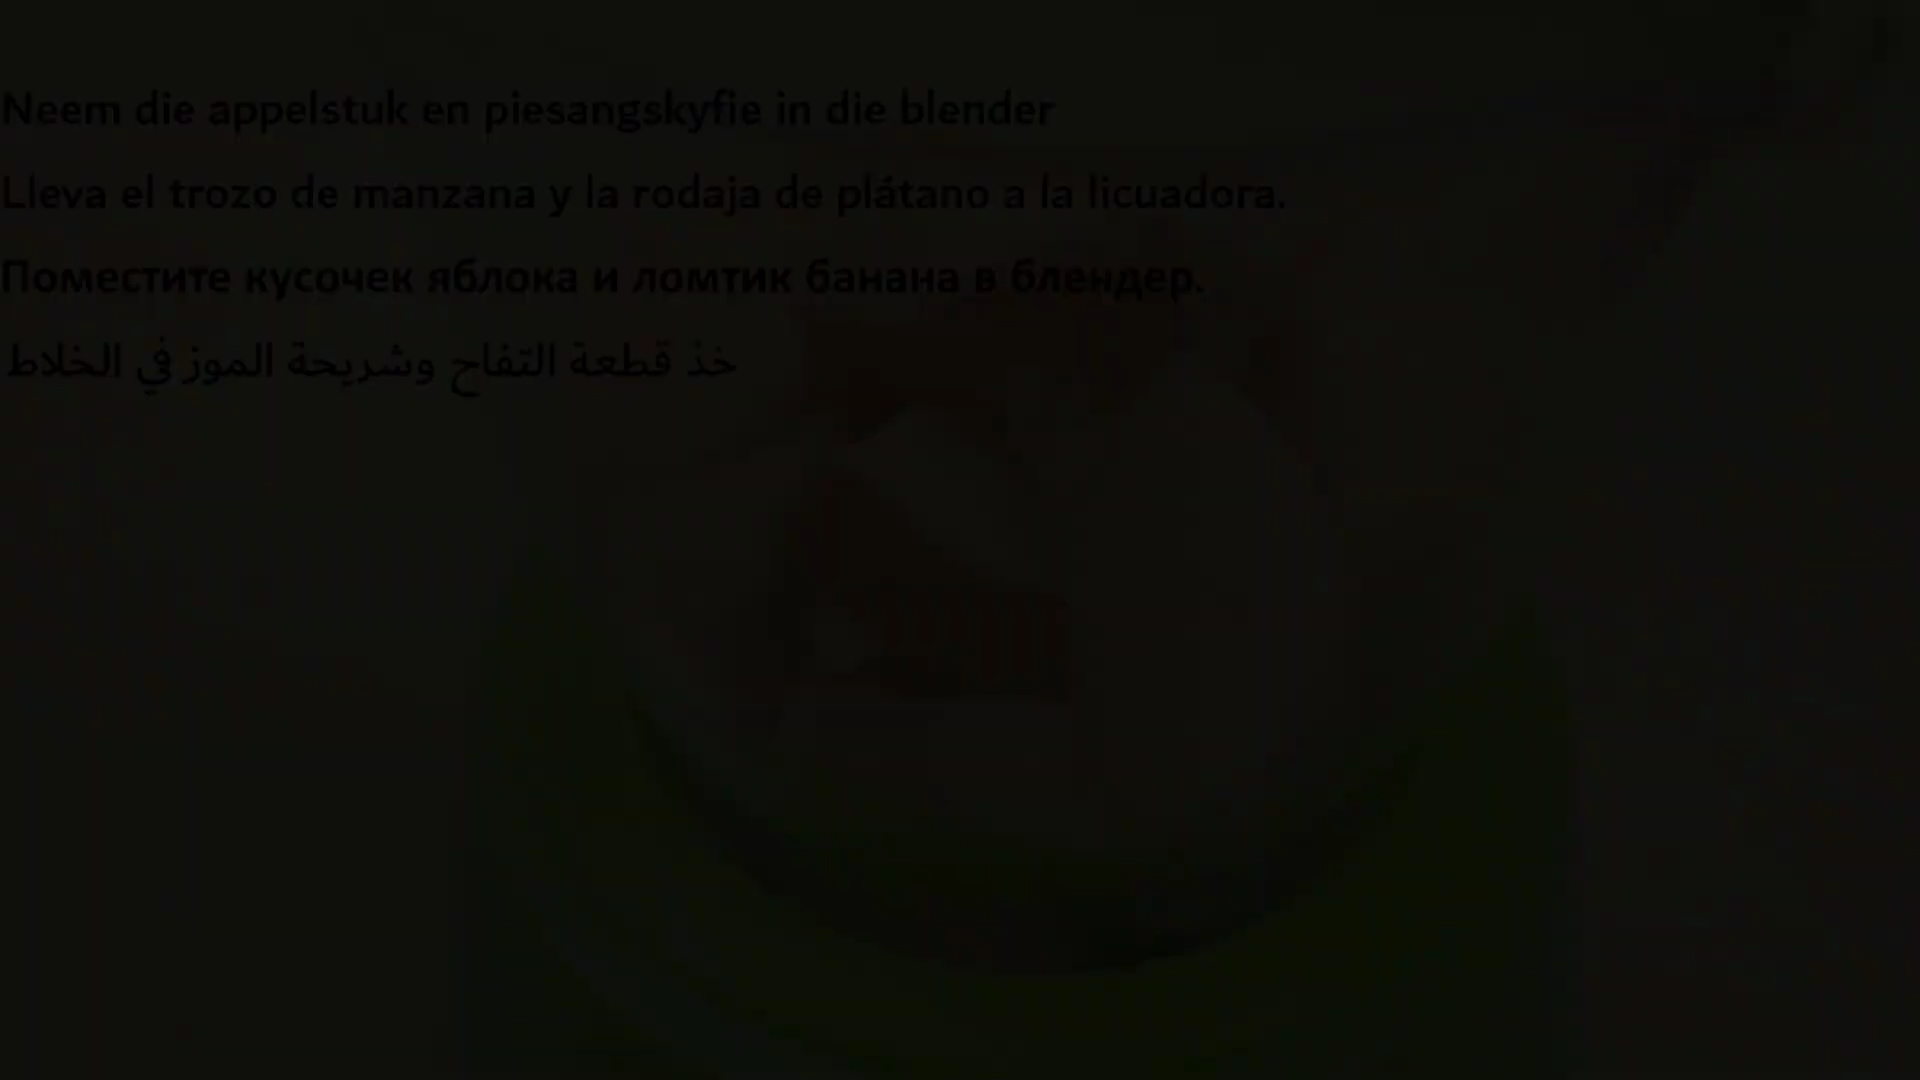 Neem die appelstuk en piesangskyfie in die blender
Lleva el trozo de manzana y la rodaja de plátano a la licuadora.
Поместите кусочек яблока и ломтик банана в блендер.
خذ قطعة التفاح وشريحة الموز في الخلاط